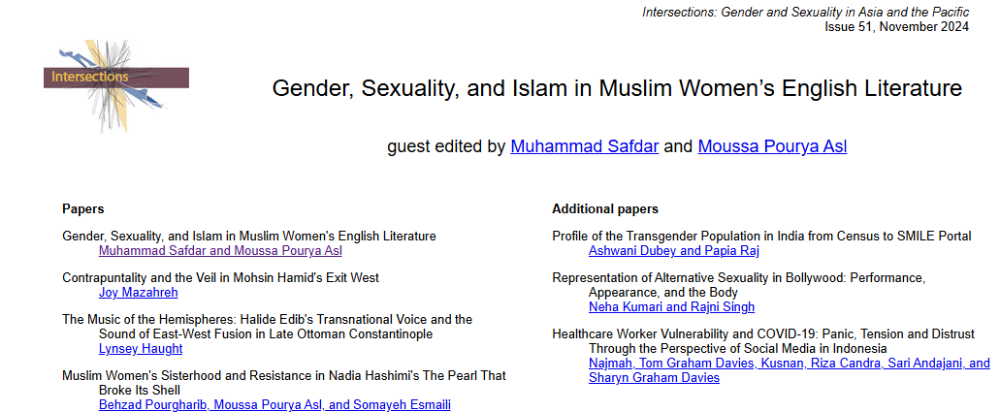 Intersections: Gender and Sexuality in Asia and the Pacific
Issue 51, November 2024
Intersections
Gender, Sexuality, and Islam in Muslim Women's English Literature
guest edited by Muhammad Safdar and Moussa Pourya Asl
Papers
Gender, Sexuality, and Islam in Muslim Women's English Literature
Muhammad Safdar and Moussa Pourya Asl
Contrapuntality and the Veil in Mohsin Hamid's Exit West
Joy Mazahreh
The Music of the Hemispheres: Halide Edib's Transnational Voice and the
Sound of East-West Fusion in Late Ottoman Constantinople
Lynsey Haught
Muslim Women's Sisterhood and Resistance in Nadia Hashimi's The Pearl That
Broke Its Shell
Behzad Pourgharib, Moussa Pourya Asl, and Somayeh Esmaili
Additional papers
Profile of the Transgender Population in India from Census to SMILE Portal
Ashwani Dubey and Papia Raj
Representation of Alternative Sexuality in Bollywood: Performance,
Appearance, and the Body
Neha Kumari and Rajni Singh
Healthcare Worker Vulnerability and COVID-19: Panic, Tension and Distrust
Through the Perspective of Social Media in Indonesia
Najmah, Tom Graham Davies, Kusnan, Riza Candra, Sari Andajani, and
Sharyn Graham Davies